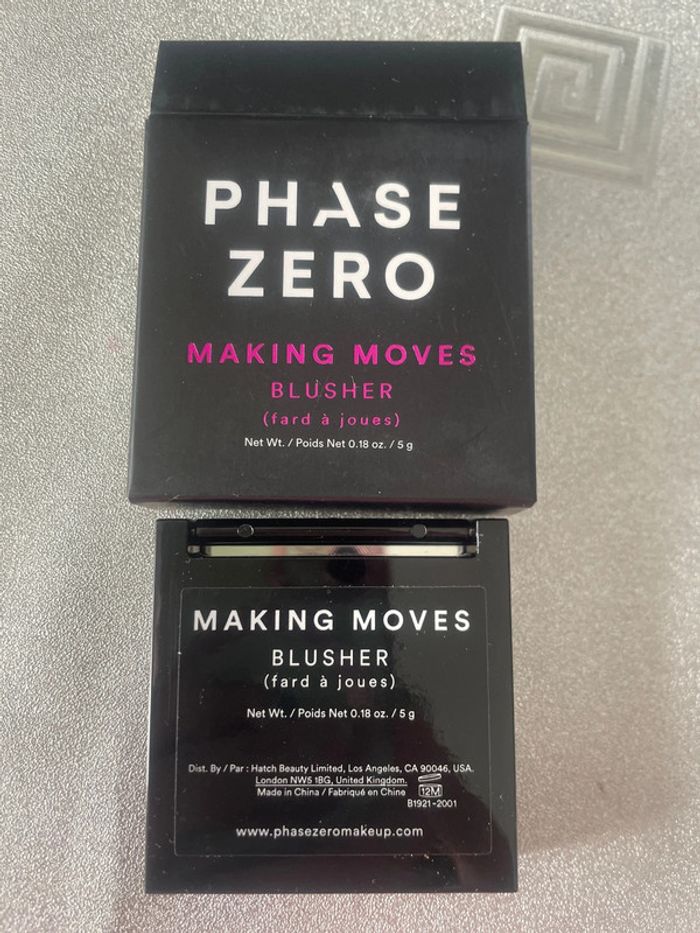 PHASE
ZERO
MAKING MOVES
BLUSHER
(fard à joues)
Net Wt. / Poids Net 0.18 oz. / 5 g
MAKING MOVES
BLUSHER
(fard à joues)
Net Wt. / Poids Net 0.18 oz. / 5 g
Dist. By / Par : Hatch Beauty Limited, Los Angeles, CA 90046, USA.
London NW5 1BG, United Kingdom.
Made in China / Fabriqué en Chine 12M
B1921-2001
www.phasezeromakeup.com